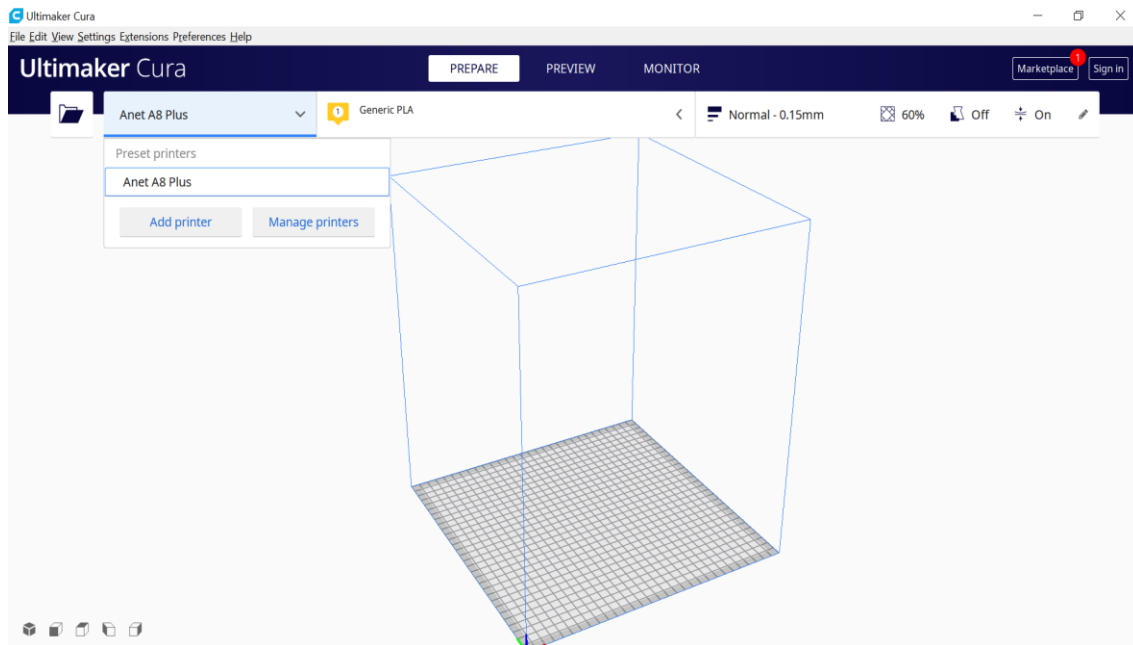 Ultimaker Cura
File Edit View Settings Extensions Preferences Help
Ultimaker Cura PREPARE PREVIEW MONITOR 1 Marketplace Sign in
Anet A8 Plus 1 Generic PLA Normal - 0.15mm 60% Off On
Preset printers
Anet A8 Plus
Add printer Manage printers